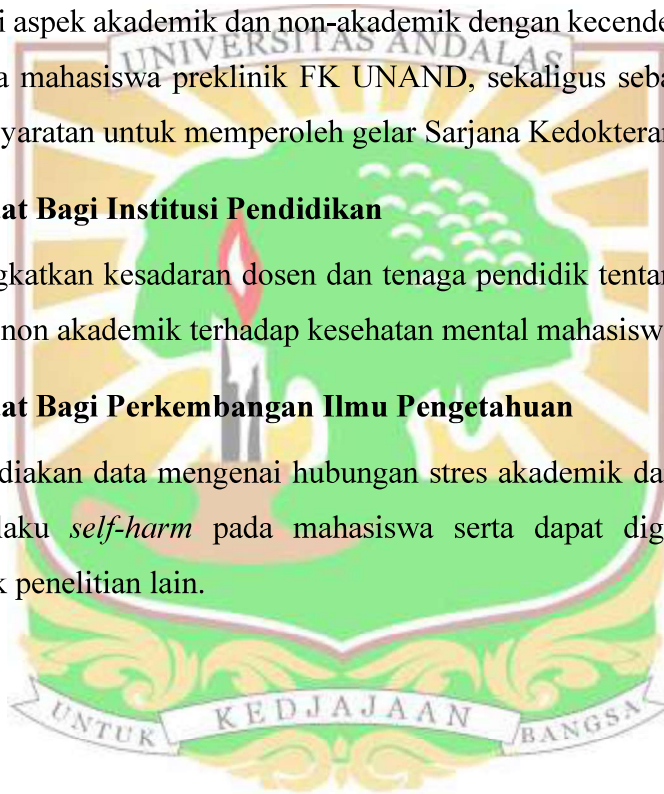 i aspek akademik dan non-akademik dengan kecende
UNIVERSITAS ANDALAS
a mahasiswa preklinik FK UNAND, sekaligus seba
yaratan untuk memperoleh gelar Sarjana Kedokteran
at Bagi Institusi Pendidikan
gkatkan kesadaran dosen dan tenaga pendidik tentan
non akademik terhadap kesehatan mental mahasisw
at Bagi Perkembangan Ilmu Pengetahuan
diakan data mengenai hubungan stres akademik da
laku self-harm pada mahasiswa serta dapat dig
k penelitian lain.
UNTUK KEDJAJAAN BANGSA